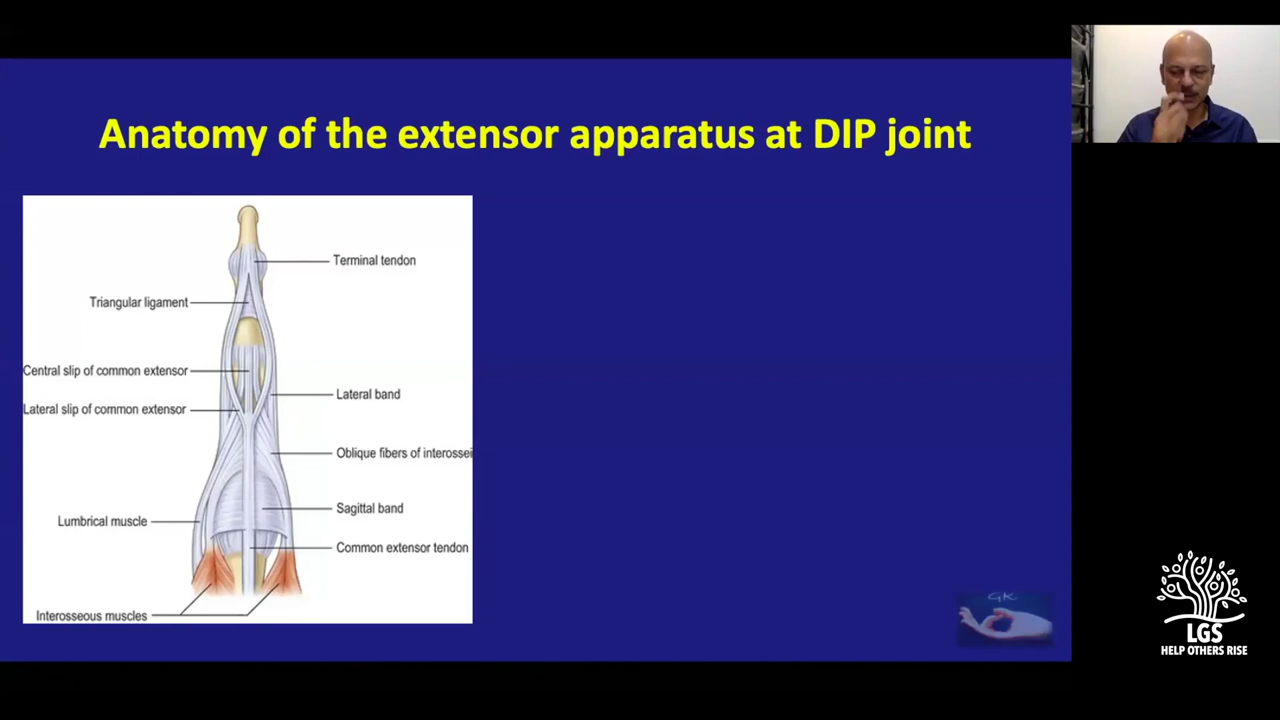 Anatomy of the extensor apparatus at DIP joint
Terminal tendon
Triangular ligament
Central slip of common extensor
Lateral band
Lateral slip of common extensor
Oblique fibers of interossei
Sagittal band
Lumbrical muscle
Common extensor tendon
Interosseous muscles
GK
LGS
HELP OTHERS RISE